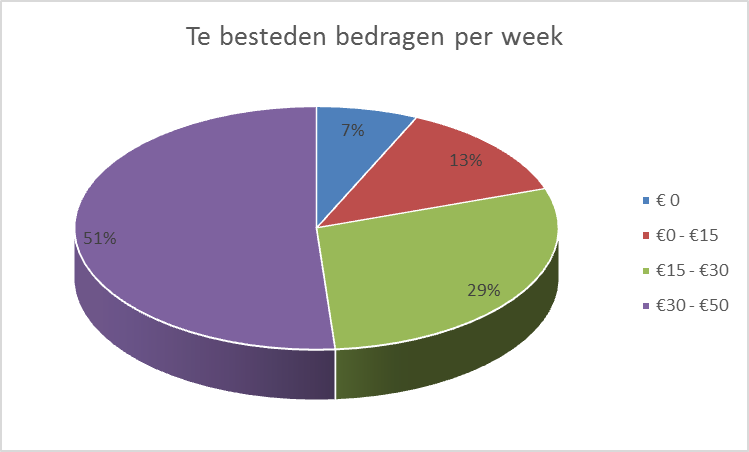 Te besteden bedragen per week
7%
13%
29%
51%
€ 0
€0 - €15
€15 - €30
€30 - €50